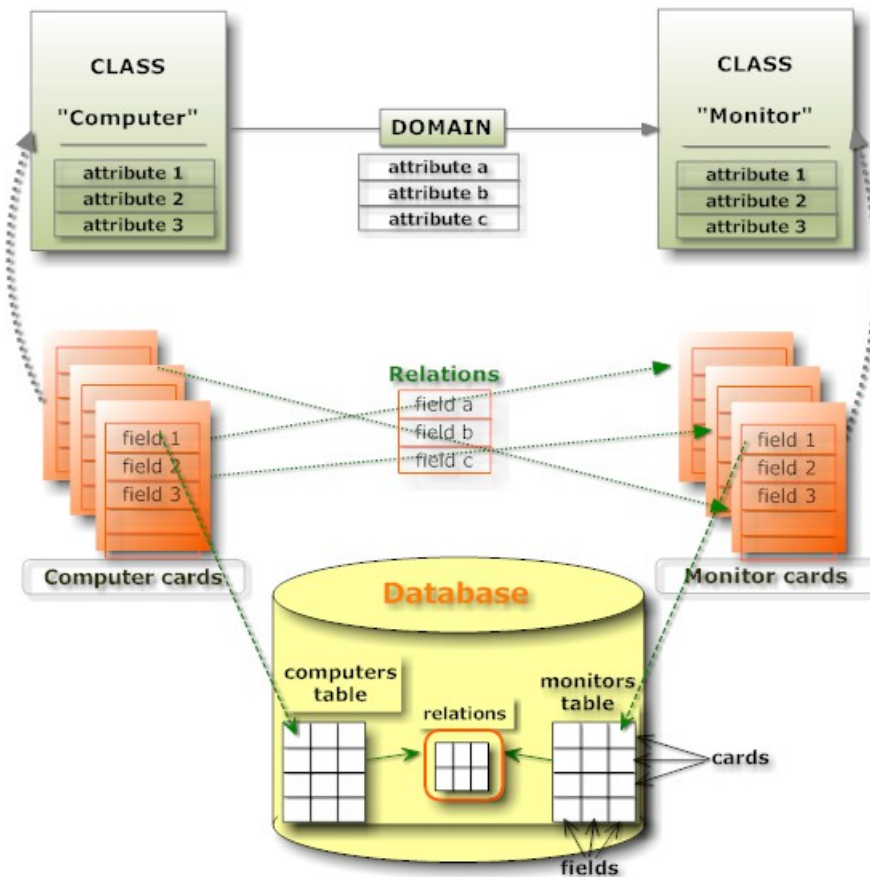 CLASS
"Computer"
attribute 1
attribute 2
attribute 3
DOMAIN
attribute a
attribute b
attribute c
CLASS
"Monitor"
attribute 1
attribute 2
attribute 3
Relations
field a
field b
field c
field 1
field 2
field 3
Computer cards
field 1
field 2
field 3
Monitor cards
Database
computers
table
relations
monitors
table
cards
fields